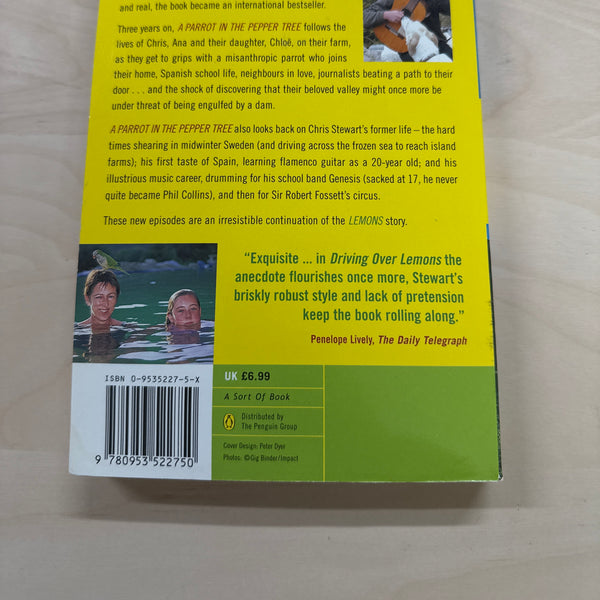 and real, the book became an international bestseller.
Three years on, A PARROT IN THE PEPPER TREE follows the
lives of Chris, Ana and their daughter, Chloë, on their farm,
as they get to grips with a misanthropic parrot who joins
their home, Spanish school life, neighbours in love, journalists beating a path to their
door . . . and the shock of discovering that their beloved valley might once more be
under threat of being engulfed by a dam.
A PARROT IN THE PEPPER TREE also looks back on Chris Stewart's former life – the hard
times shearing in midwinter Sweden (and driving across the frozen sea to reach island
farms); his first taste of Spain, learning flamenco guitar as a 20-year old; and his
illustrious music career, drumming for his school band Genesis (sacked at 17, he never
quite became Phil Collins), and then for Sir Robert Fossett's circus.
These new episodes are an irresistible continuation of the LEMONS story.
“Exquisite ... in Driving Over Lemons the
anecdote flourishes once more, Stewart's
briskly robust style and lack of pretension
keep the book rolling along.”
Penelope Lively, The Daily Telegraph
ISBN 0-9535227-5-X
9 780953 522750
UK £6.99
A Sort Of Book
Distributed by
The Penguin Group
Cover Design: Peter Dyer
Photos: ©Gig Binder/Impact